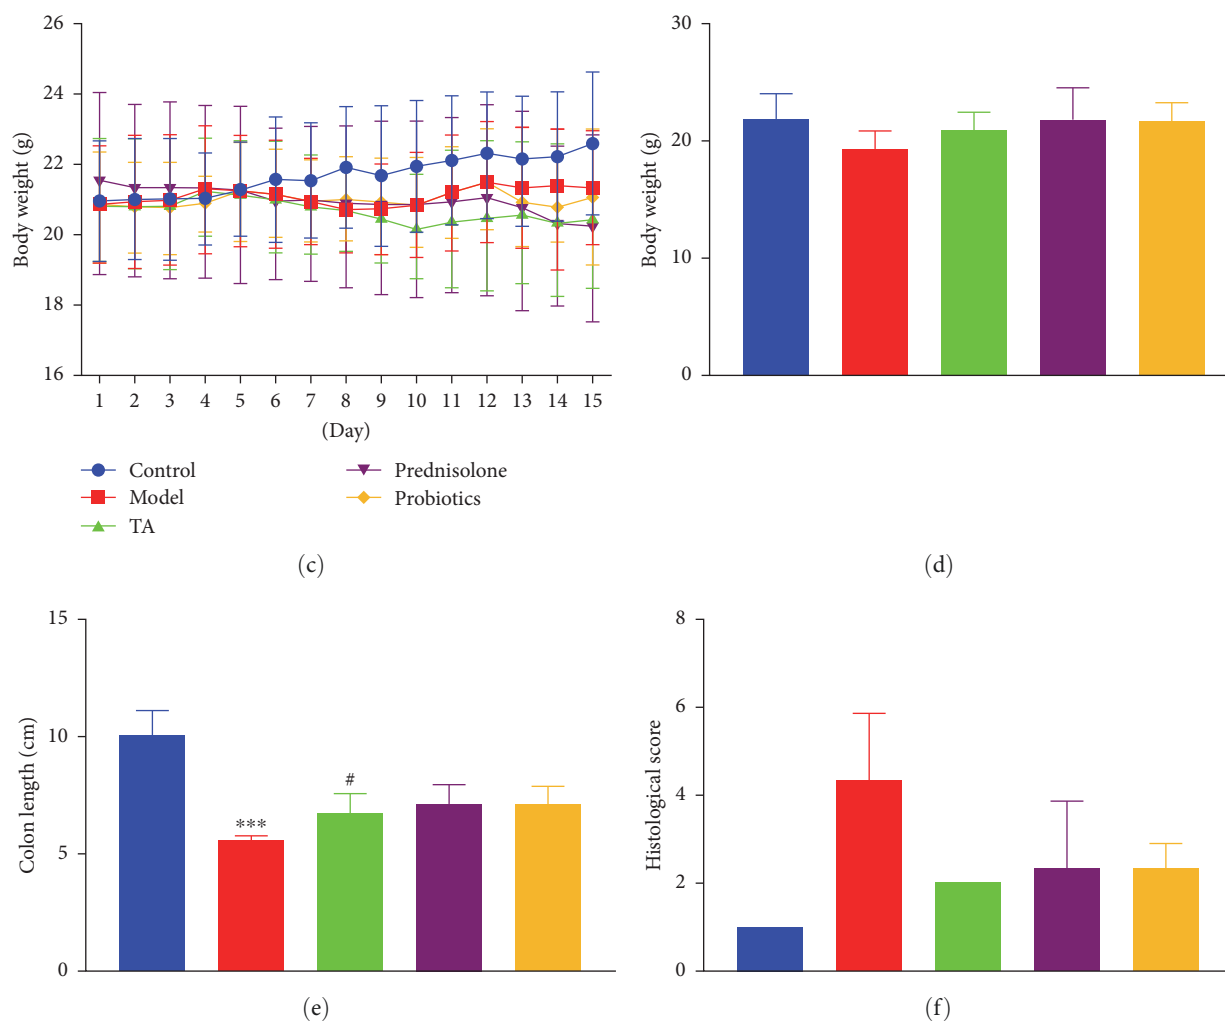 26
24
22
20
18
16
Body weight (g)
1 2 3 4 5 6 7 8 9 10 11 12 13 14 15
(Day)
Control
Model
TA
Prednisolone
Probiotics
(c)
30
20
10
0
Body weight (g)
(d)
15
10
5
0
Colon length (cm)
***
#
(e)
8
6
4
2
0
Histological score
(f)